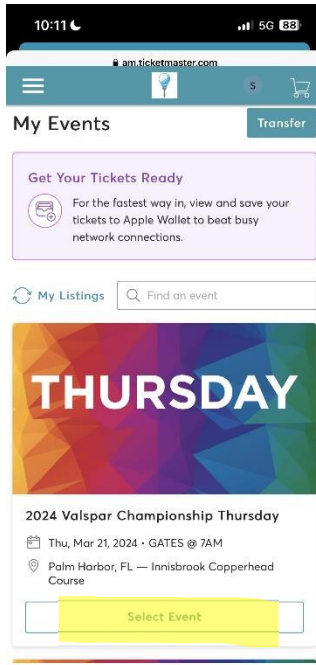 10:11 5G 88
am.ticketmaster.com
S
My Events Transfer
Get Your Tickets Ready
For the fastest way in, view and save your
tickets to Apple Wallet to beat busy
network connections.
My Listings Find an event
THURSDAY
2024 Valspar Championship Thursday
Thu, Mar 21, 2024 • GATES @ 7AM
Palm Harbor, FL — Innisbrook Copperhead
Course
Select Event